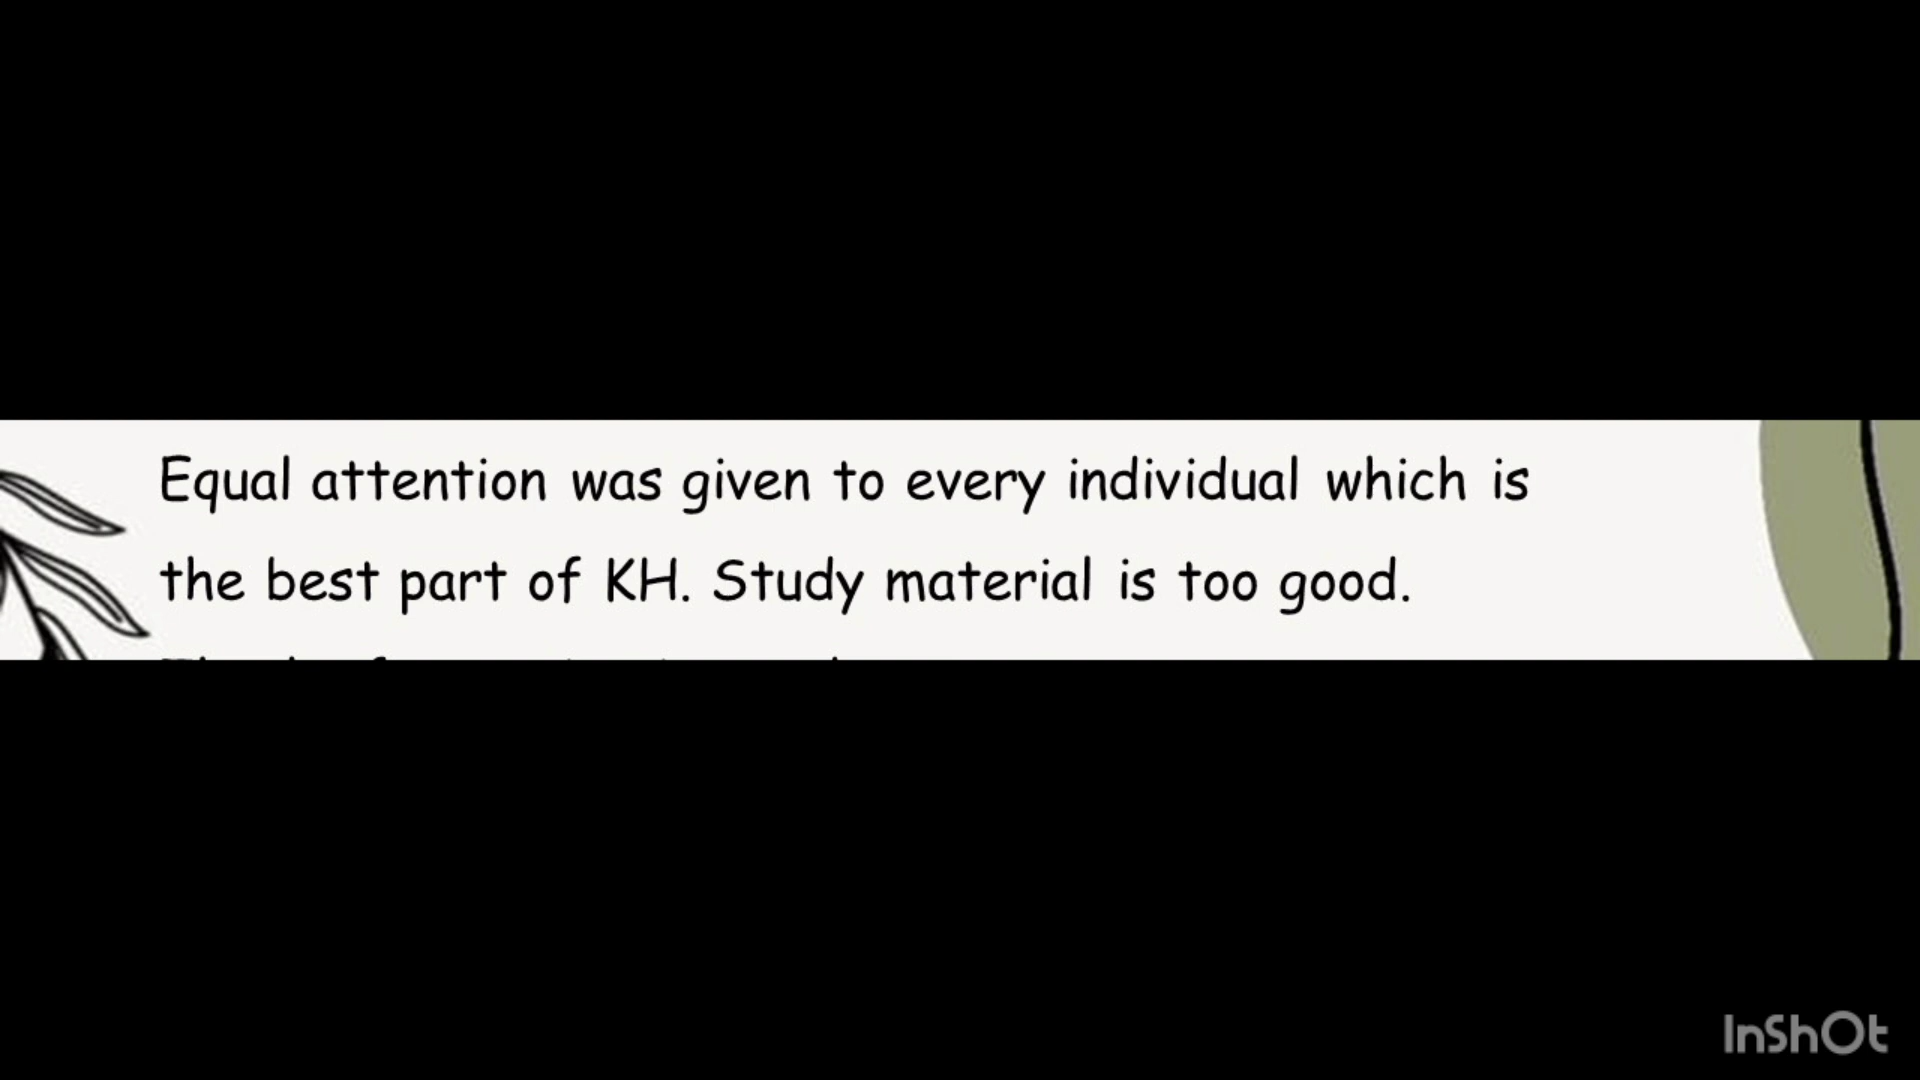 Equal attention was given to every individual which is
the best part of KH. Study material is too good.
InShOt